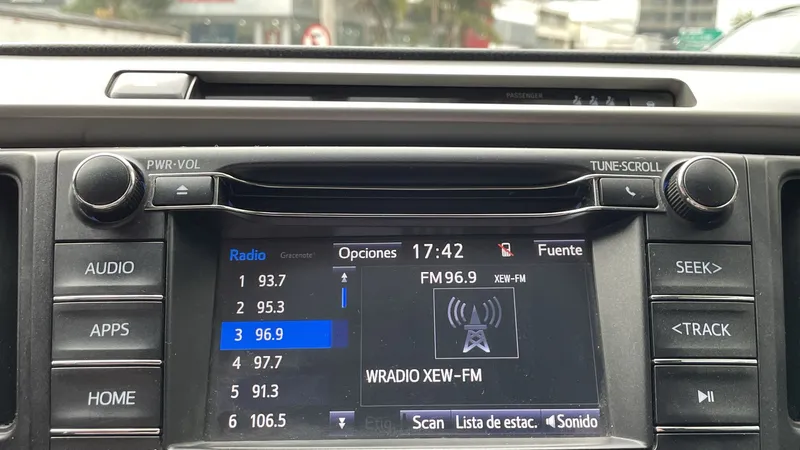 PASSENGER
PWR·VOL
TUNE·SCROLL
AUDIO
APPS
HOME
SEEK>
<TRACK
Radio Gracenote Opciones 17:42 Fuente
1 93.7
2 95.3
3 96.9
4 97.7
5 91.3
6 106.5
FM 96.9 XEW-FM
WRADIO XEW-FM
Etiq. Scan Lista de estac. Sonido